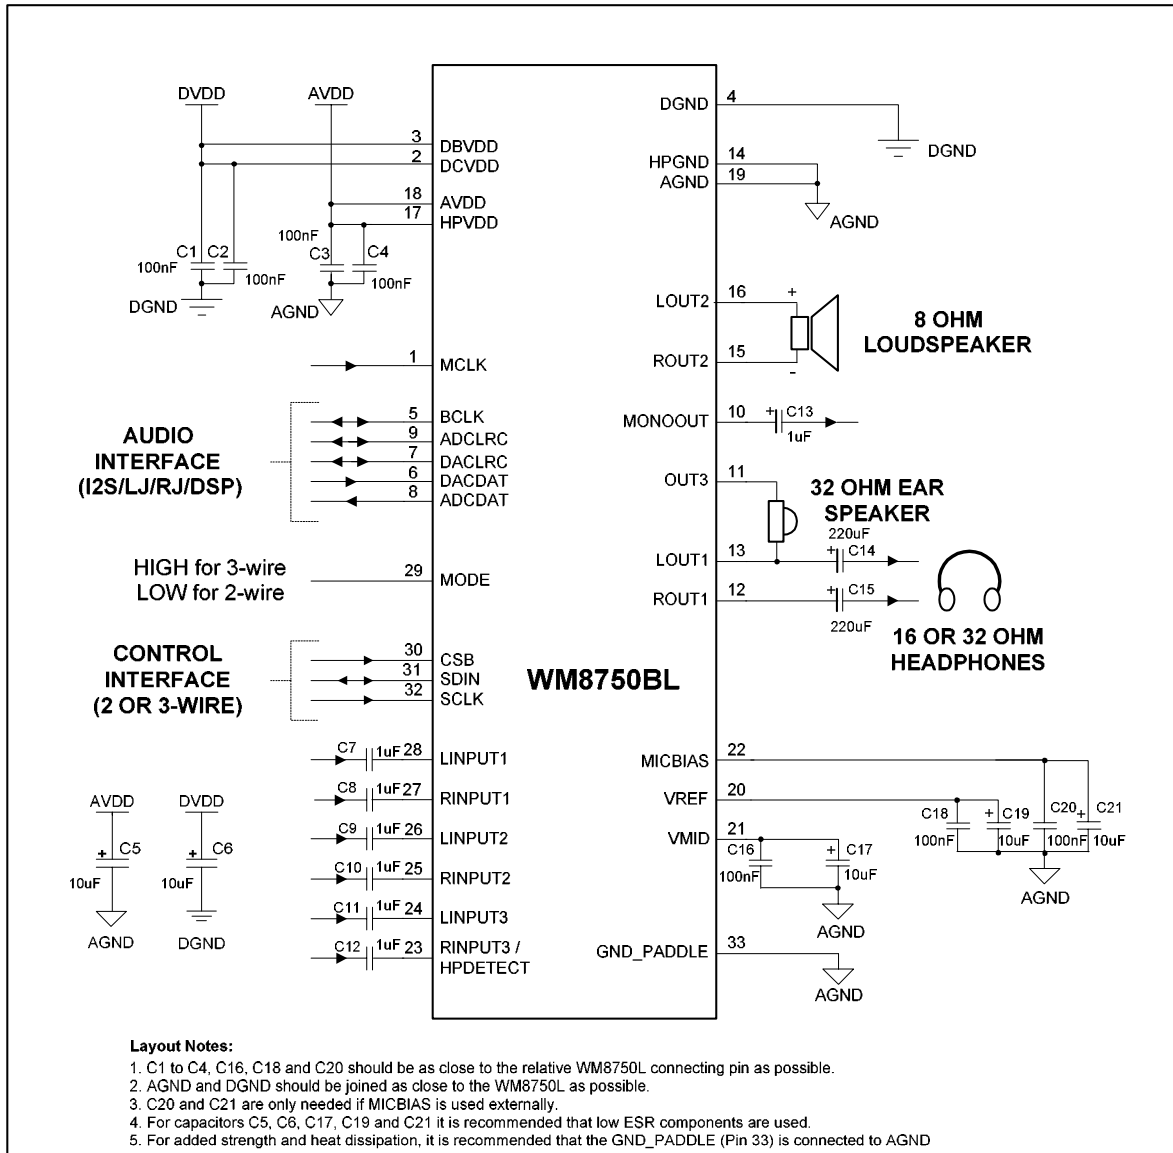 DVDD
AVDD
3
DBVDD
2
DCVDD
18
AVDD
17
HPVDD
100nF
C1
C2
C3
C4
100nF
100nF
100nF
DGND
AGND
DGND
4
DGND
HPGND
14
AGND
19
AGND
LOUT2
16
+
8 OHM
LOUDSPEAKER
ROUT2
15
-
1
MCLK
AUDIO
INTERFACE
(I2S/LJ/RJ/DSP)
5
BCLK
9
ADCLRC
7
DACLRC
6
DACDAT
8
ADCDAT
MONOOUT
10
+
C13
1uF
OUT3
11
32 OHM EAR
SPEAKER
220uF
LOUT1
13
+
C14
ROUT1
12
+
C15
220uF
16 OR 32 OHM
HEADPHONES
HIGH for 3-wire
LOW for 2-wire
29
MODE
CONTROL
INTERFACE
(2 OR 3-WIRE)
30
CSB
31
SDIN
32
SCLK
WM8750BL
C7
1uF
28
LINPUT1
C8
1uF
27
RINPUT1
C9
1uF
26
LINPUT2
C10
1uF
25
RINPUT2
C11
1uF
24
LINPUT3
C12
1uF
23
RINPUT3 /
HPDETECT
AVDD
DVDD
+
C5
+
C6
10uF
10uF
AGND
DGND
MICBIAS
22
VREF
20
C18
+
C19
C20
+
C21
100nF
10uF
100nF
10uF
AGND
VMID
21
C16
+
C17
100nF
10uF
AGND
GND_PADDLE
33
AGND
Layout Notes:
1. C1 to C4, C16, C18 and C20 should be as close to the relative WM8750L connecting pin as possible.
2. AGND and DGND should be joined as close to the WM8750L as possible.
3. C20 and C21 are only needed if MICBIAS is used externally.
4. For capacitors C5, C6, C17, C19 and C21 it is recommended that low ESR components are used.
5. For added strength and heat dissipation, it is recommended that the GND_PADDLE (Pin 33) is connected to AGND